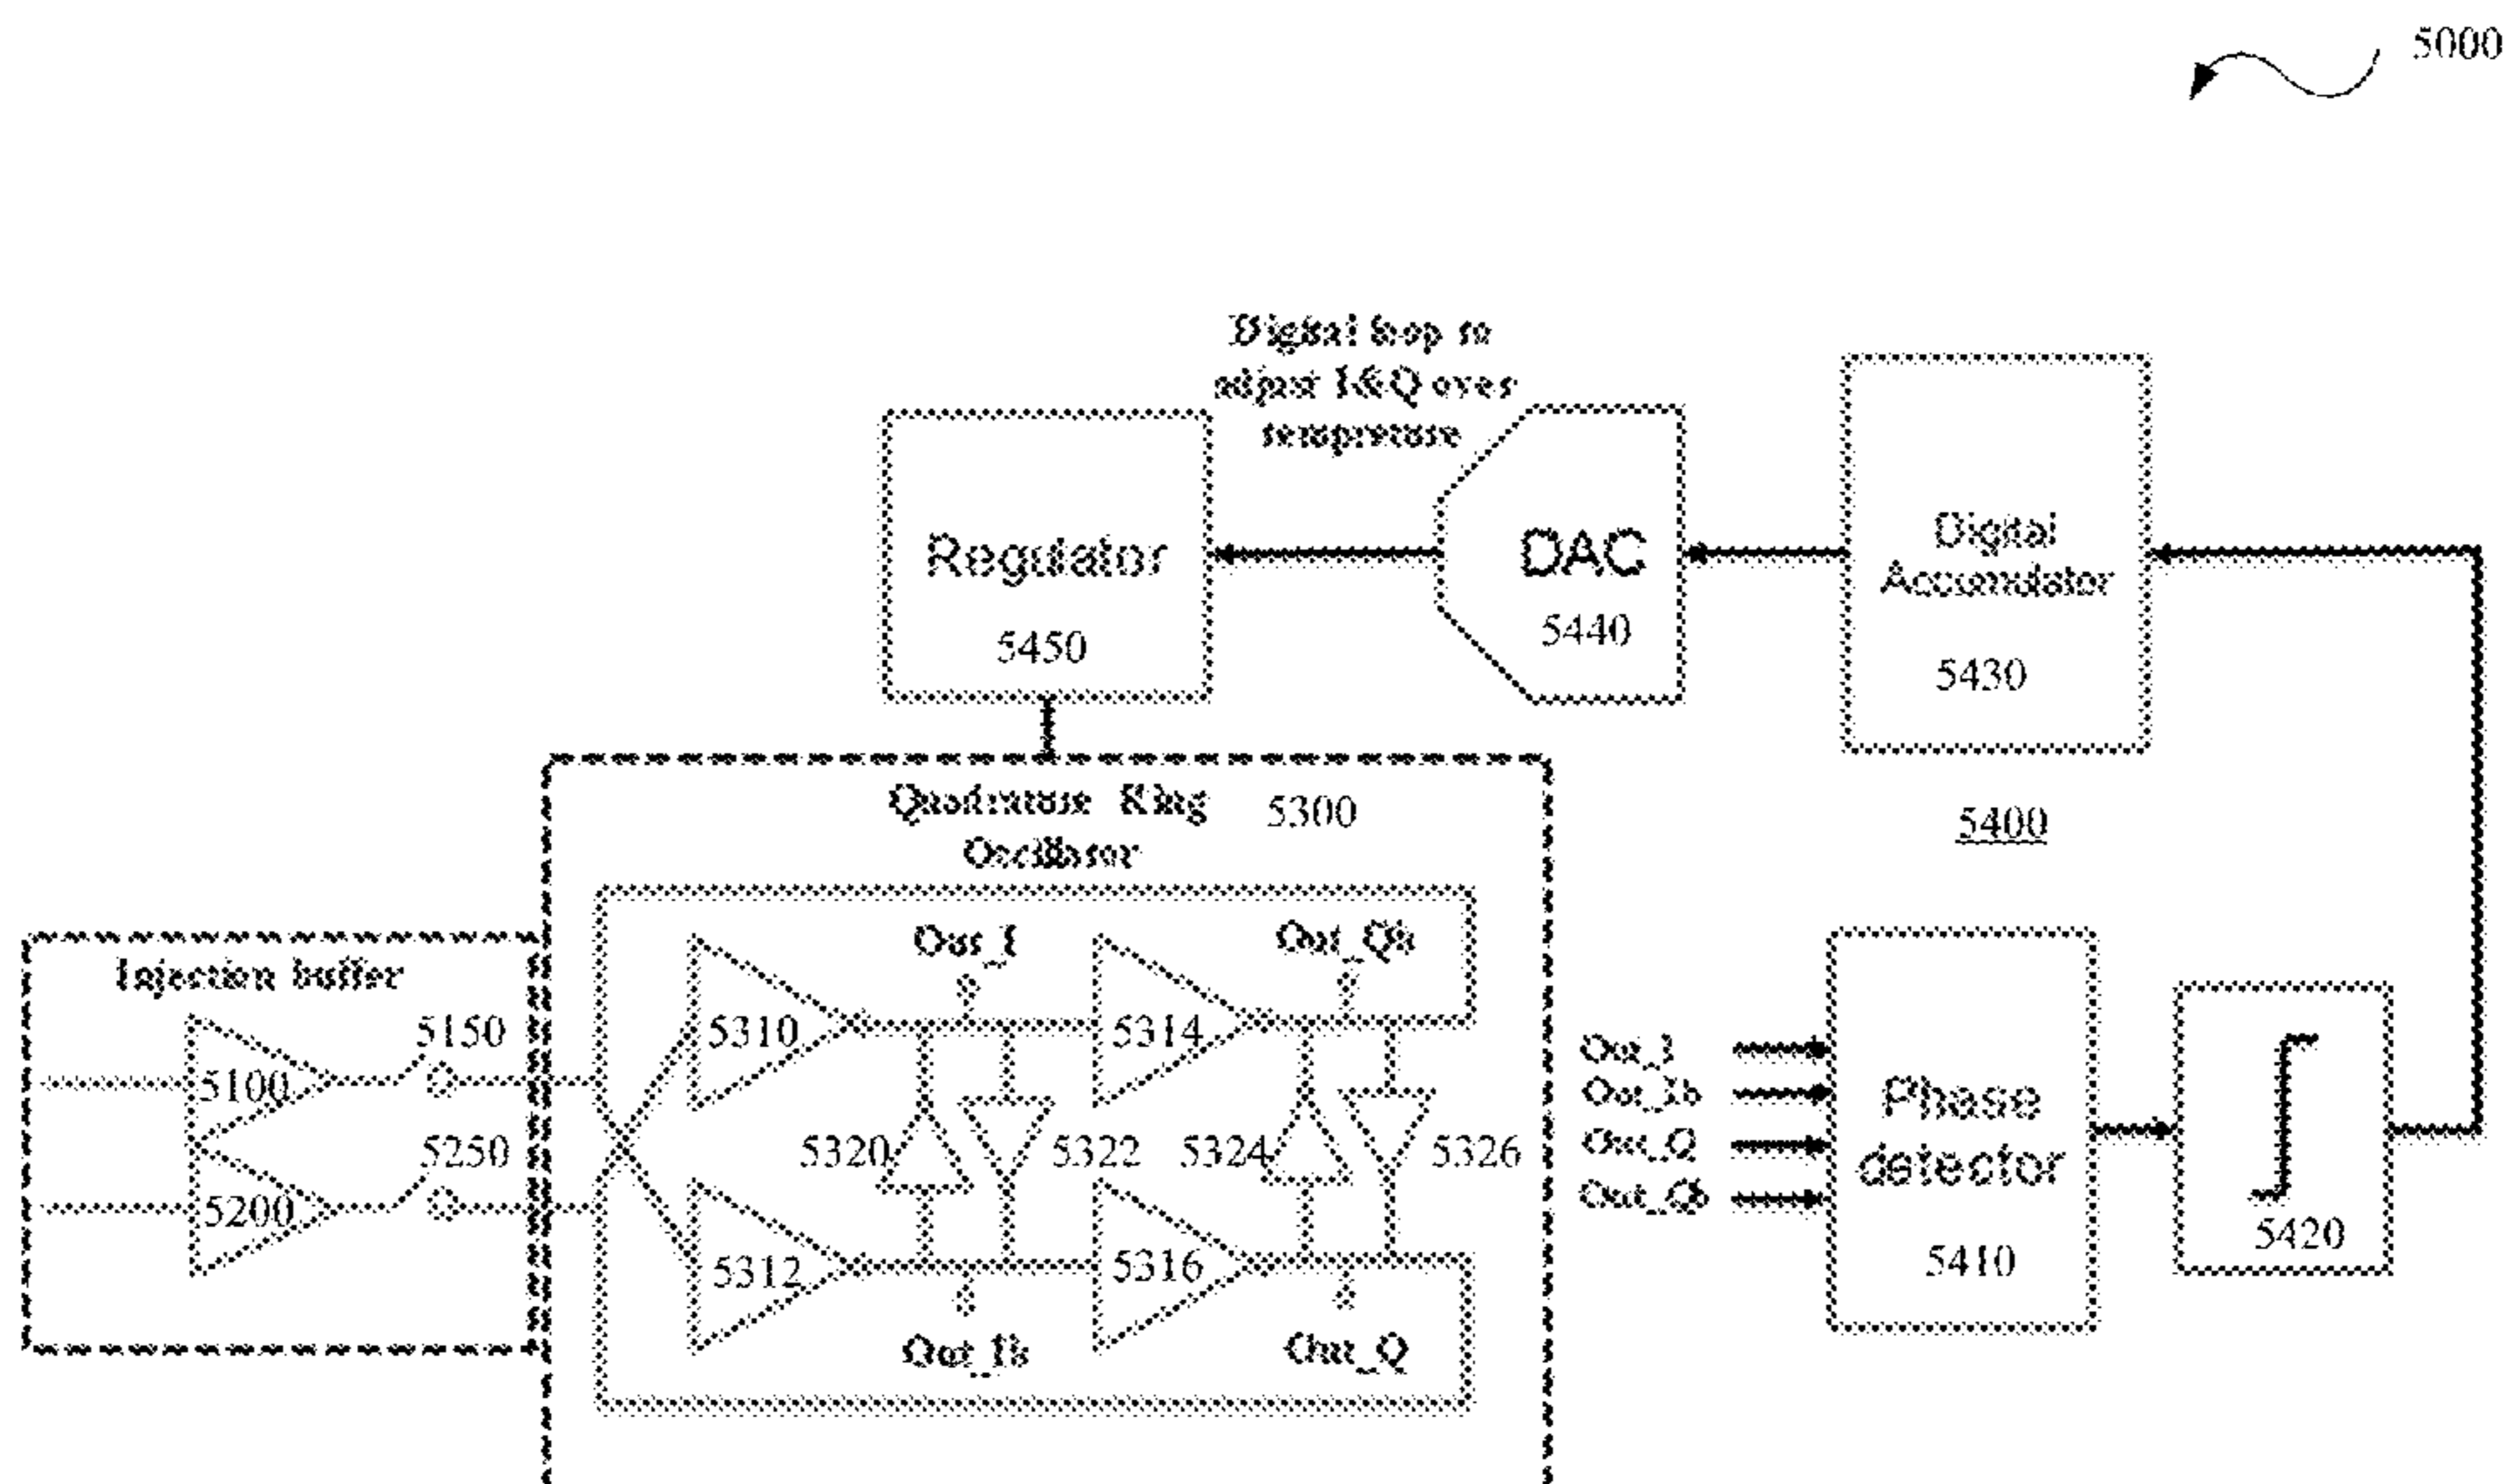 5000
Digital loop to
adjust I&Q over
tempreture
Regulator
5450
DAC
5440
Digital
Accumulator
5430
5400
Quadrature Ring
Oscillator
5300
Injection buffer
5150
5100
5250
5200
Out_I
Out_Qb
5310
5314
5320
5322
5324
5326
5312
5316
Out_Ib
Out_Q
Out_I
Out_Ib
Out_Q
Out_Qb
Phase
detector
5410
5420